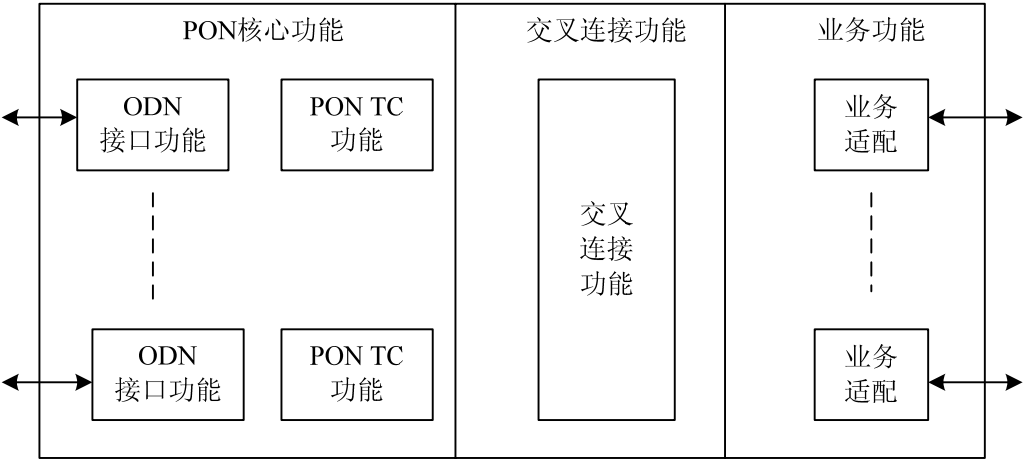 PON核心功能
交叉连接功能
业务功能
ODN
接口功能
PON TC
功能
业务
适配
交叉
连接
功能
ODN
接口功能
PON TC
功能
业务
适配